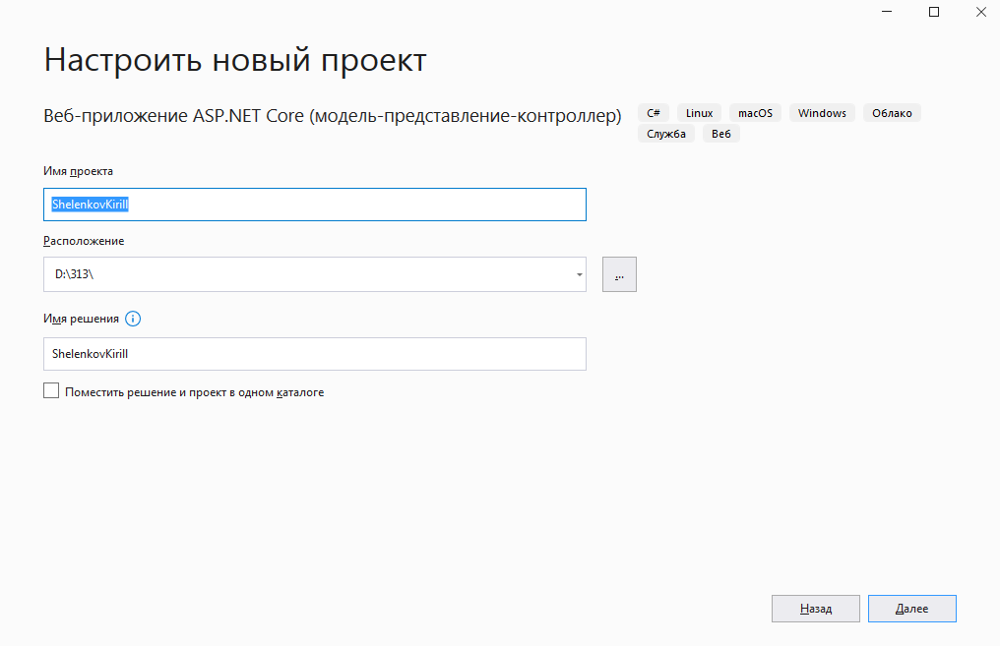 Настроить новый проект
Веб-приложение ASP.NET Core (модель-представление-контроллер)
C# Linux macOS Windows Облако
Служба Веб
Имя проекта
ShelenkovKirill
Расположение
D:\313\
...
Имя решения
ShelenkovKirill
Поместить решение и проект в одном каталоге
Назад Далее